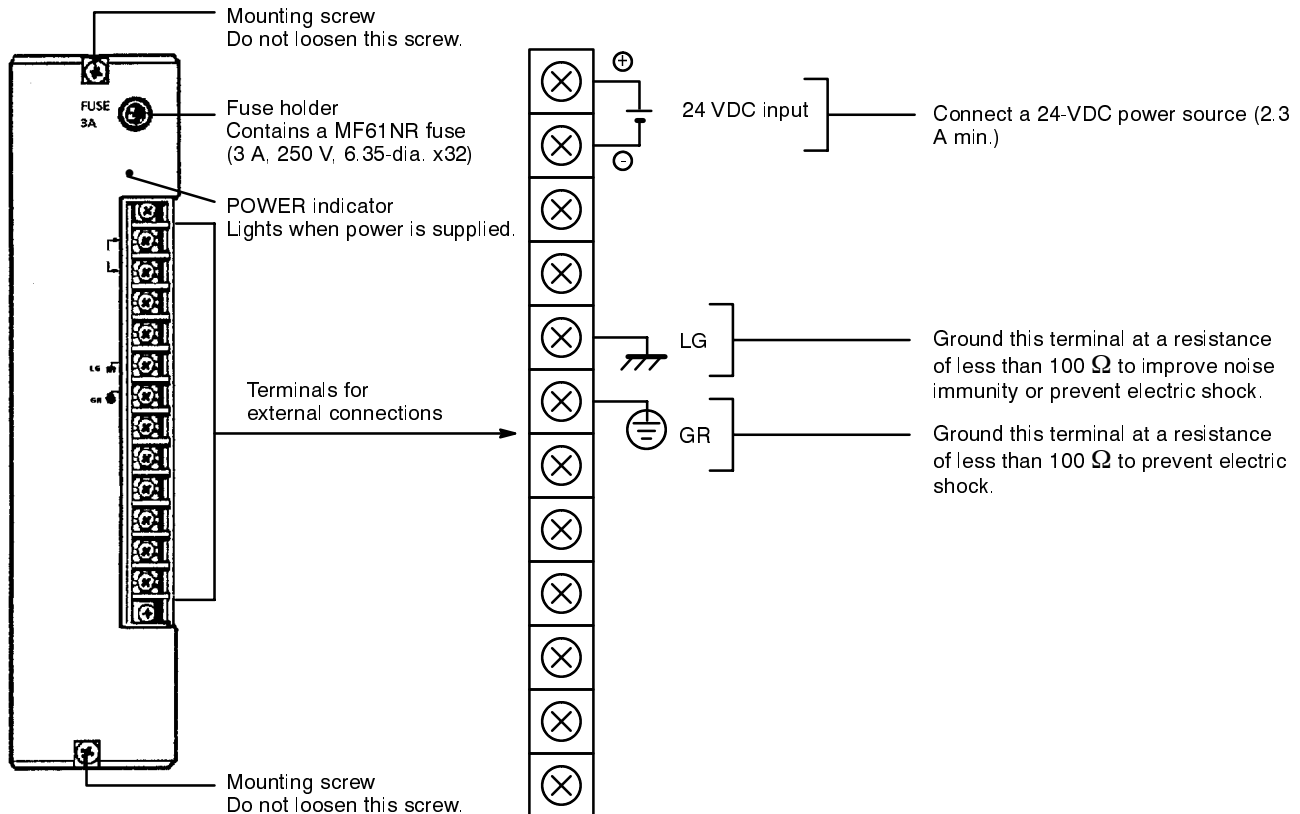 Mounting screw
Do not loosen this screw.
FUSE
3A
Fuse holder
Contains a MF61NR fuse
(3 A, 250 V, 6.35-dia. x32)
POWER indicator
Lights when power is supplied.
LG
GR
Terminals for
external connections
Mounting screw
Do not loosen this screw.
+
24 VDC input
-
Connect a 24-VDC power source (2.3
A min.)
LG
Ground this terminal at a resistance
of less than 100 Ω to improve noise
immunity or prevent electric shock.
GR
Ground this terminal at a resistance
of less than 100 Ω to prevent electric
shock.